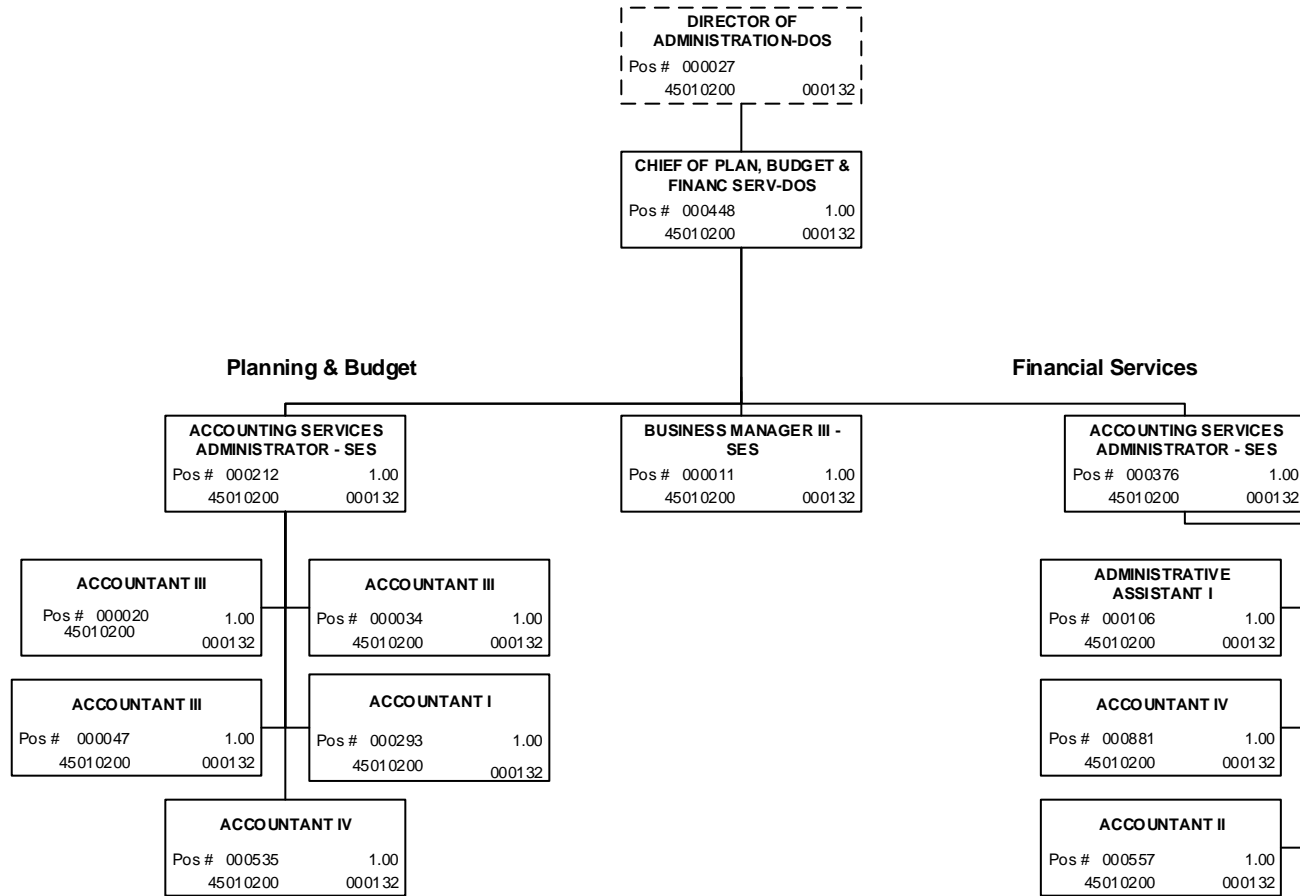 DIRECTOR OF
ADMINISTRATION-DOS
Pos # 000027
45010200 000132
CHIEF OF PLAN, BUDGET &
FINANC SERV-DOS
Pos # 000448 1.00
45010200 000132
Planning & Budget
Financial Services
ACCOUNTING SERVICES
ADMINISTRATOR - SES
Pos # 000212 1.00
45010200 000132
BUSINESS MANAGER III -
SES
Pos # 000011 1.00
45010200 000132
ACCOUNTING SERVICES
ADMINISTRATOR - SES
Pos # 000376 1.00
45010200 000132
ACCOUNTANT III
Pos # 000020 1.00
45010200 000132
ACCOUNTANT III
Pos # 000034 1.00
45010200 000132
ADMINISTRATIVE
ASSISTANT I
Pos # 000106 1.00
45010200 000132
ACCOUNTANT III
Pos # 000047 1.00
45010200 000132
ACCOUNTANT I
Pos # 000293 1.00
45010200 000132
ACCOUNTANT IV
Pos # 000881 1.00
45010200 000132
ACCOUNTANT IV
Pos # 000535 1.00
45010200 000132
ACCOUNTANT II
Pos # 000557 1.00
45010200 000132